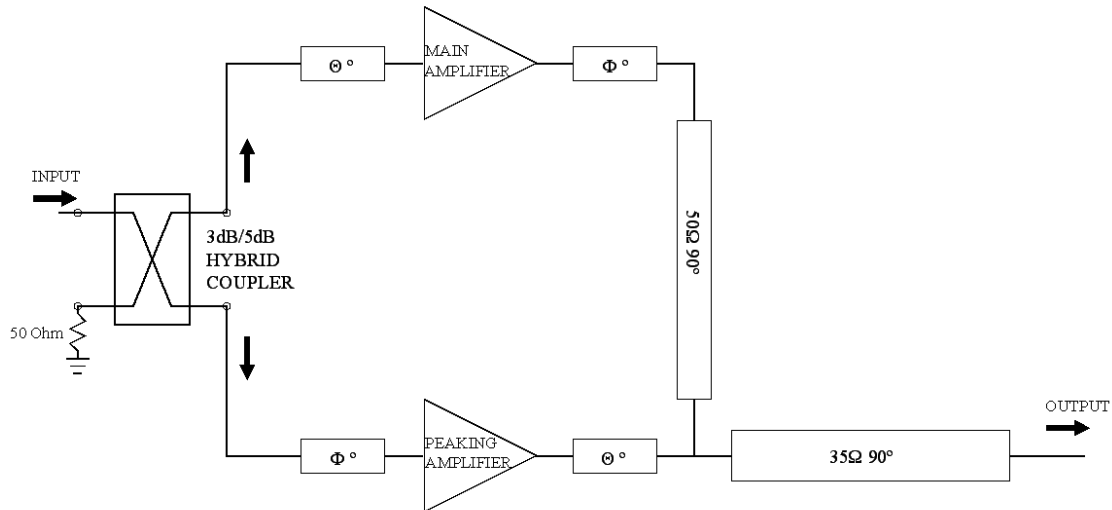 Θ °
MAIN
AMPLIFIER
Φ °
INPUT
3dB/5dB
HYBRID
COUPLER
50Ω 90°
50 Ohm
Φ °
PEAKING
AMPLIFIER
Θ °
35Ω 90°
OUTPUT